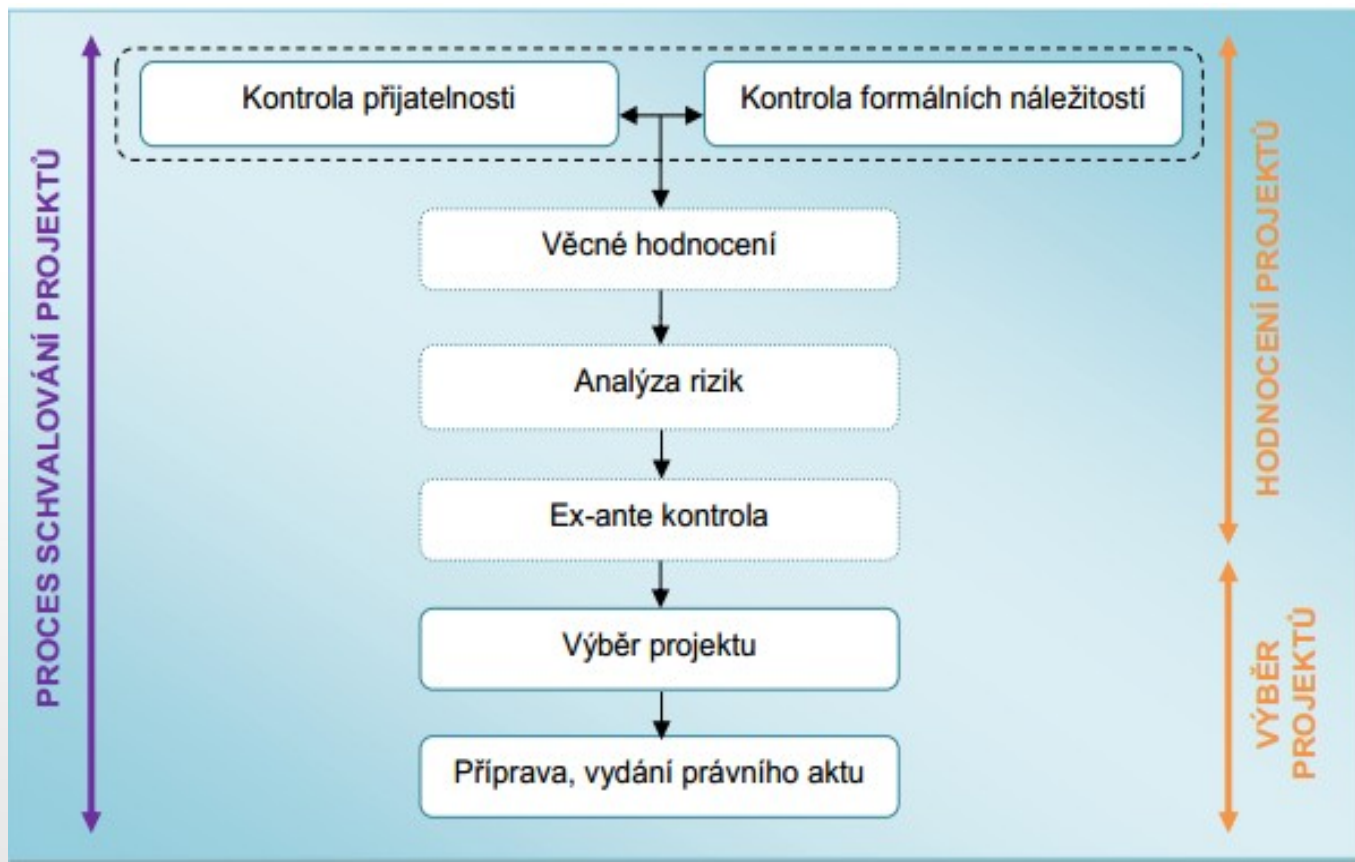 PROCES SCHVALOVÁNÍ PROJEKTŮ
Kontrola přijatelnosti
Kontrola formálních náležitostí
Věcné hodnocení
Analýza rizik
Ex-ante kontrola
Výběr projektu
Příprava, vydání právního aktu
HODNOCENÍ PROJEKTŮ
VÝBĚR
PROJEKTŮ